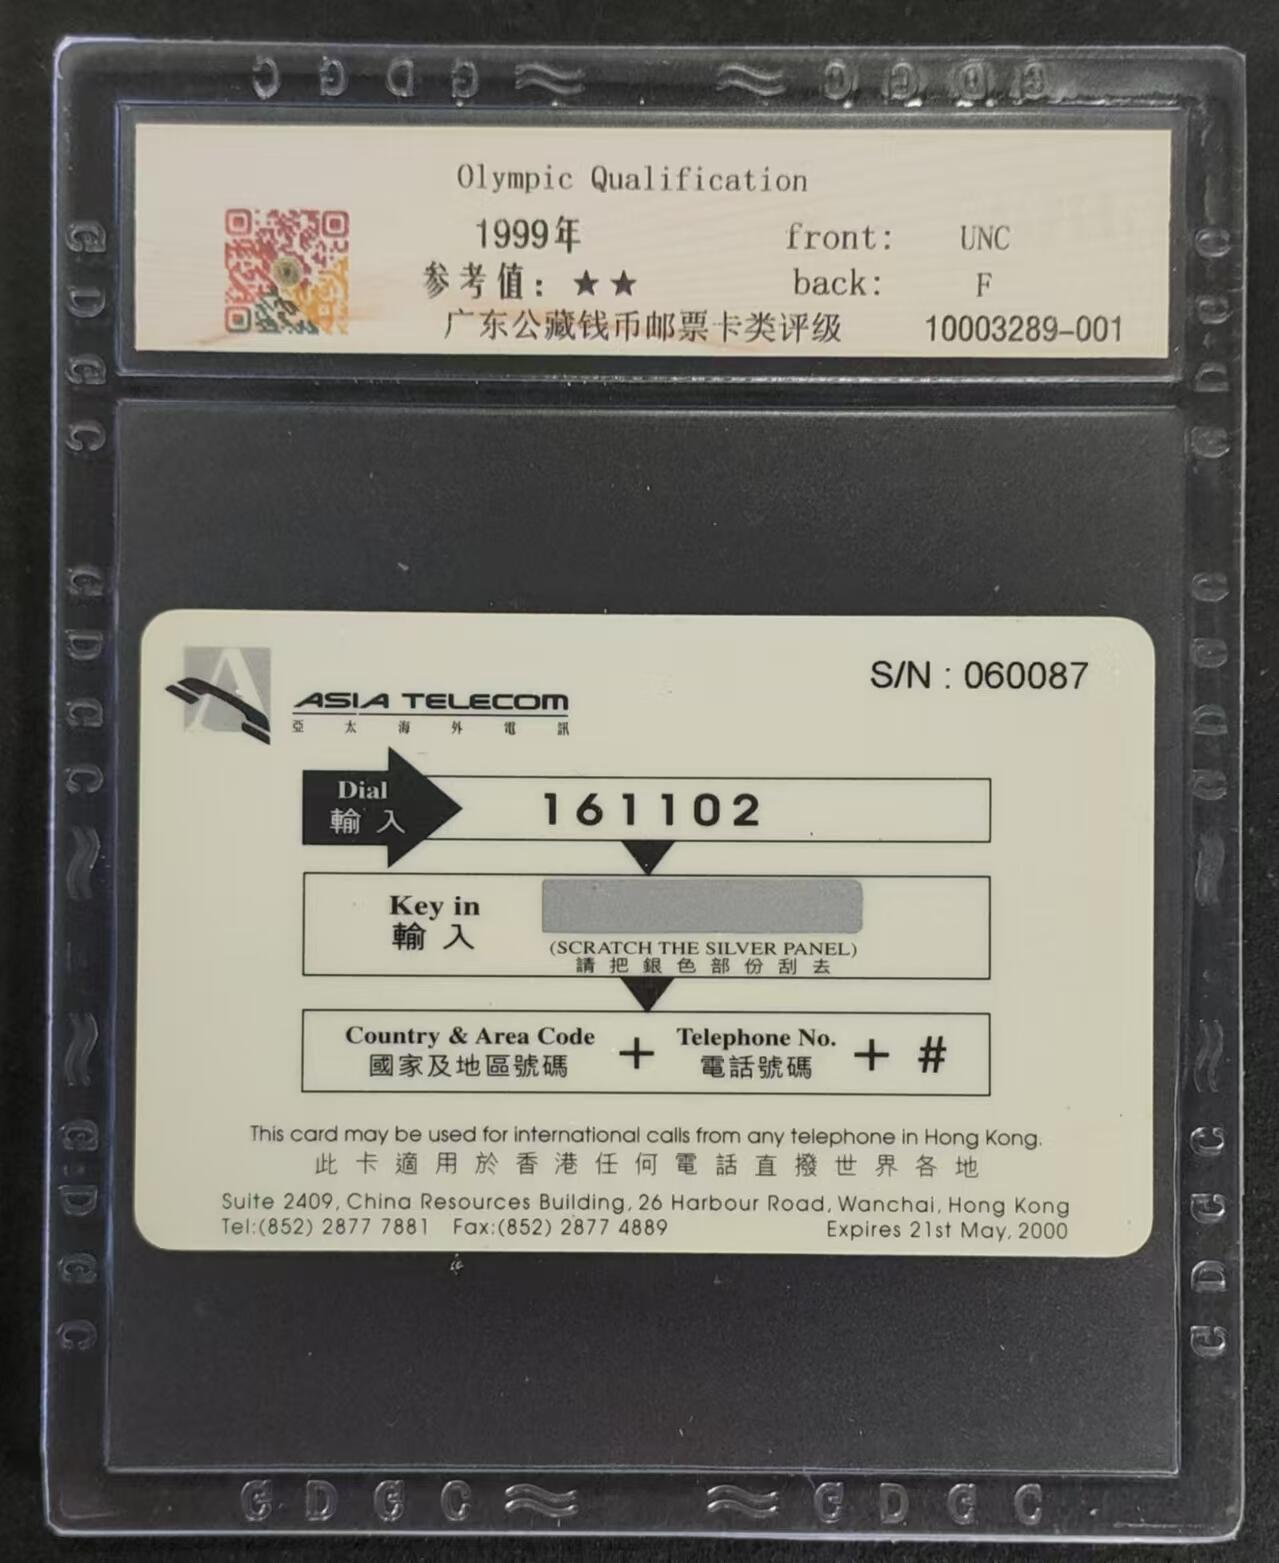 G D G C
G D G C
Olympic Qualification
1999年 front: UNC
参考值：★★ back: F
广东公藏钱币邮票卡类评级 10003289-001
A
ASIA TELECOM
亞太海外電訊
S/N : 060087
Dial
輸入
161102
Key in
輸入
(SCRATCH THE SILVER PANEL)
請把銀色部份刮去
Country & Area Code + Telephone No. + #
國家及地區號碼 電話號碼
This card may be used for international calls from any telephone in Hong Kong.
此卡適用於香港任何電話直撥世界各地
Suite 2409, China Resources Building, 26 Harbour Road, Wanchai, Hong Kong
Tel:(852) 2877 7881 Fax:(852) 2877 4889 Expires 21st May, 2000
G D G C
G D G C